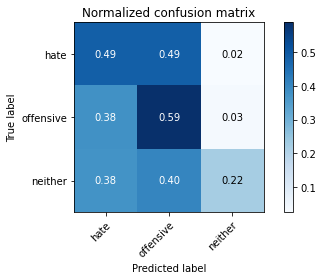 Normalized confusion matrix
True label
hate 0.49 0.49 0.02
offensive 0.38 0.59 0.03
neither 0.38 0.40 0.22
hate offensive neither
Predicted label
0.5
0.4
0.3
0.2
0.1